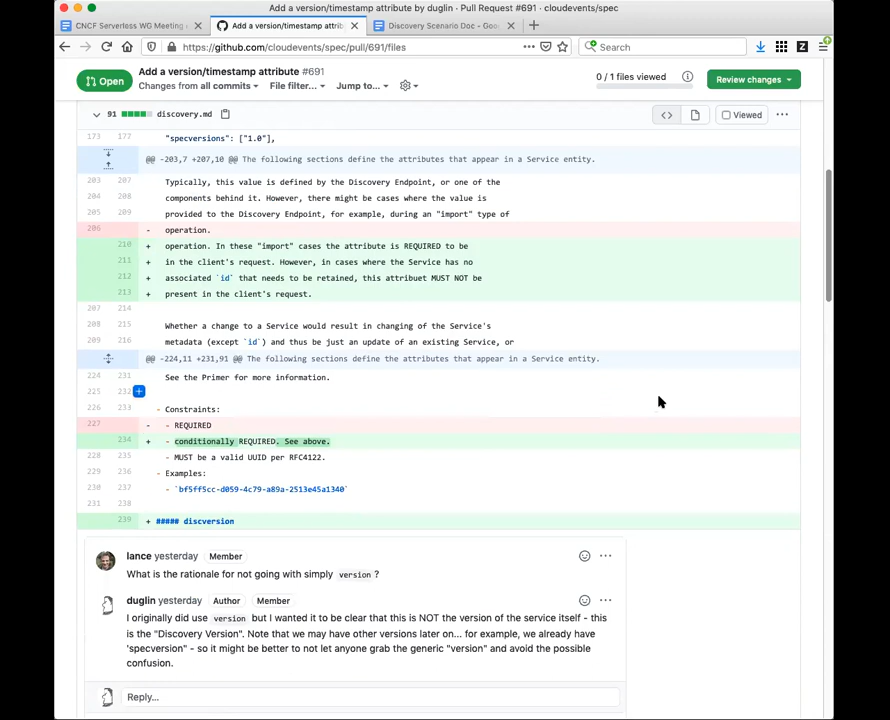 Add a version/timestamp attribute by duglin · Pull Request #691 · cloudevents/spec
CNCF Serverless WG Meeting
Add a version/timestamp attrib
Discovery Scenario Doc - Goo
https://github.com/cloudevents/spec/pull/691/files
Search
Open
Add a version/timestamp attribute #691
Changes from all commits
File filter...
Jump to...
0 / 1 files viewed
Review changes
91 discovery.md
Viewed
173 177 "specversions": ["1.0"],
@@ -203,7 +207,10 @@ The following sections define the attributes that appear in a Service entity.
203 207 Typically, this value is defined by the Discovery Endpoint, or one of the
204 208 components behind it. However, there might be cases where the value is
205 209 provided to the Discovery Endpoint, for example, during an "import" type of
206 - operation.
210 + operation. In these "import" cases the attribute is REQUIRED to be
211 + in the client's request. However, in cases where the Service has no
212 + associated `id` that needs to be retained, this attribuet MUST NOT be
213 + present in the client's request.
207 214
208 215 Whether a change to a Service would result in changing of the Service's
209 216 metadata (except `id`) and thus be just an update of an existing Service, or
@@ -224,11 +231,91 @@ The following sections define the attributes that appear in a Service entity.
224 231 See the Primer for more information.
225 232
226 233 - Constraints:
227 - - REQUIRED
234 + - conditionally REQUIRED. See above.
228 235 - MUST be a valid UUID per RFC4122.
229 236 - Examples:
230 237 - `bf5ff5cc-d059-4c79-a89a-2513e45a1340`
231 238
239 + ##### discversion
lance yesterday Member
What is the rationale for not going with simply version ?
duglin yesterday Author Member
I originally did use version but I wanted it to be clear that this is NOT the version of the service itself - this
is the "Discovery Version". Note that we may have other versions later on... for example, we already have
'specversion" - so it might be better to not let anyone grab the generic "version" and avoid the possible
confusion.
Reply...